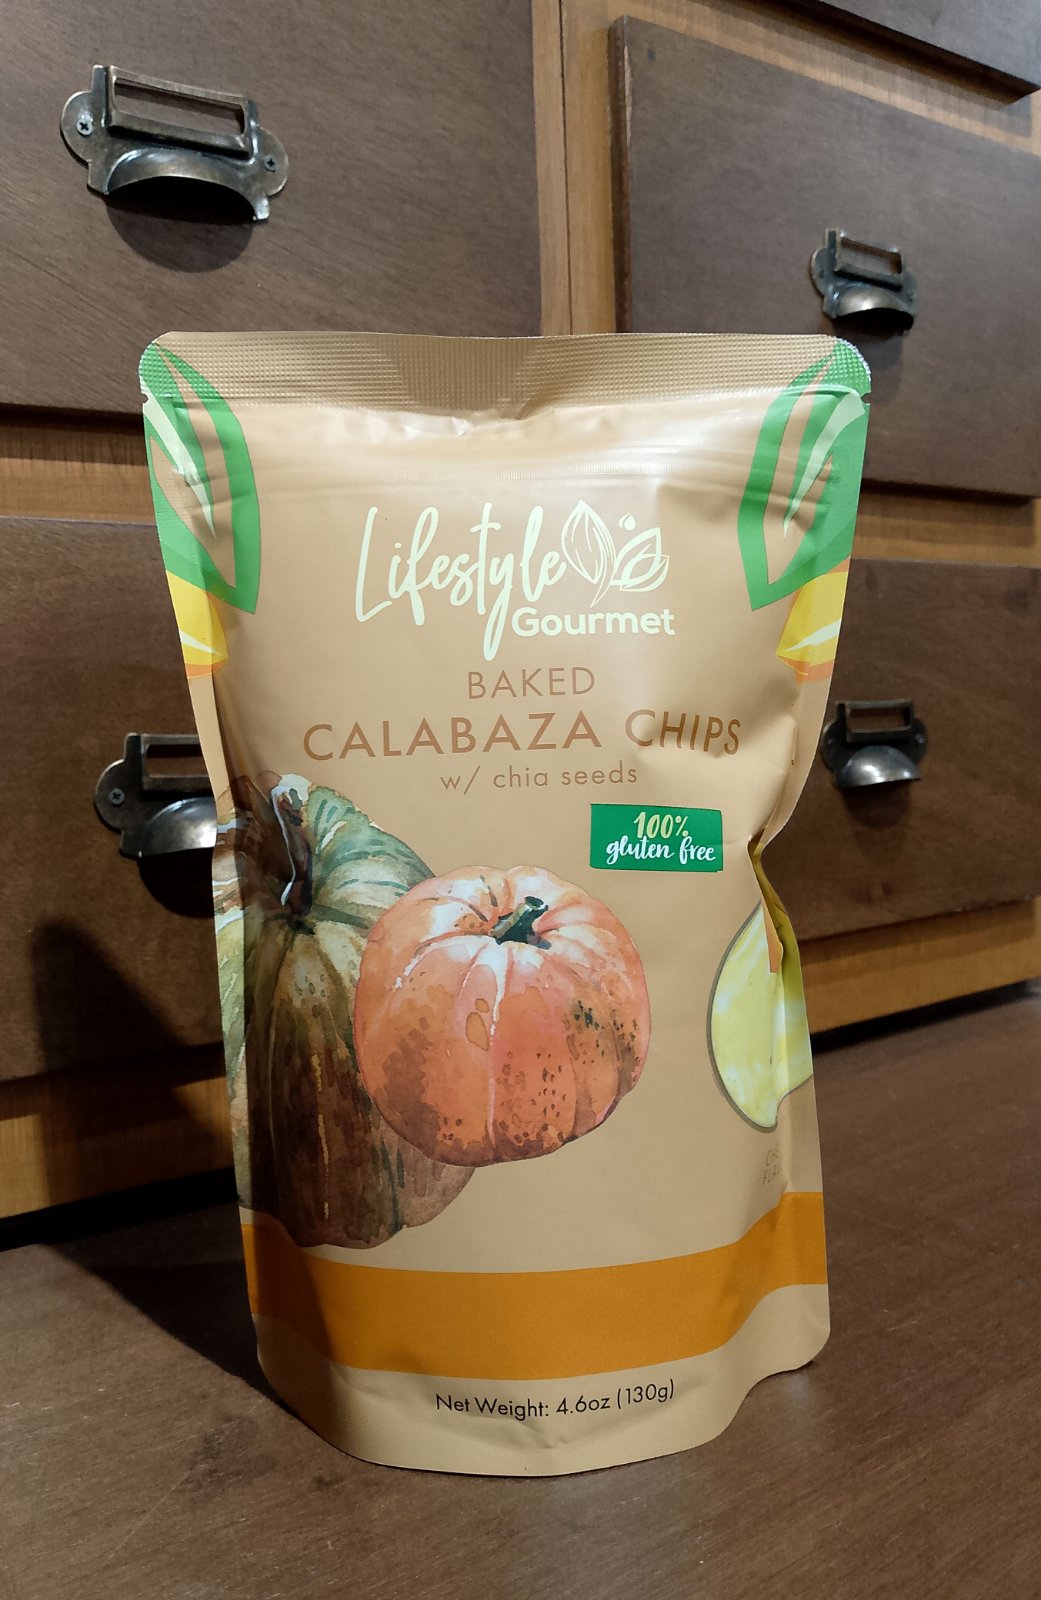 Lifestyle
Gourmet
BAKED
CALABAZA CHIPS
w/ chia seeds
100%
gluten free
Net Weight: 4.6oz (130g)